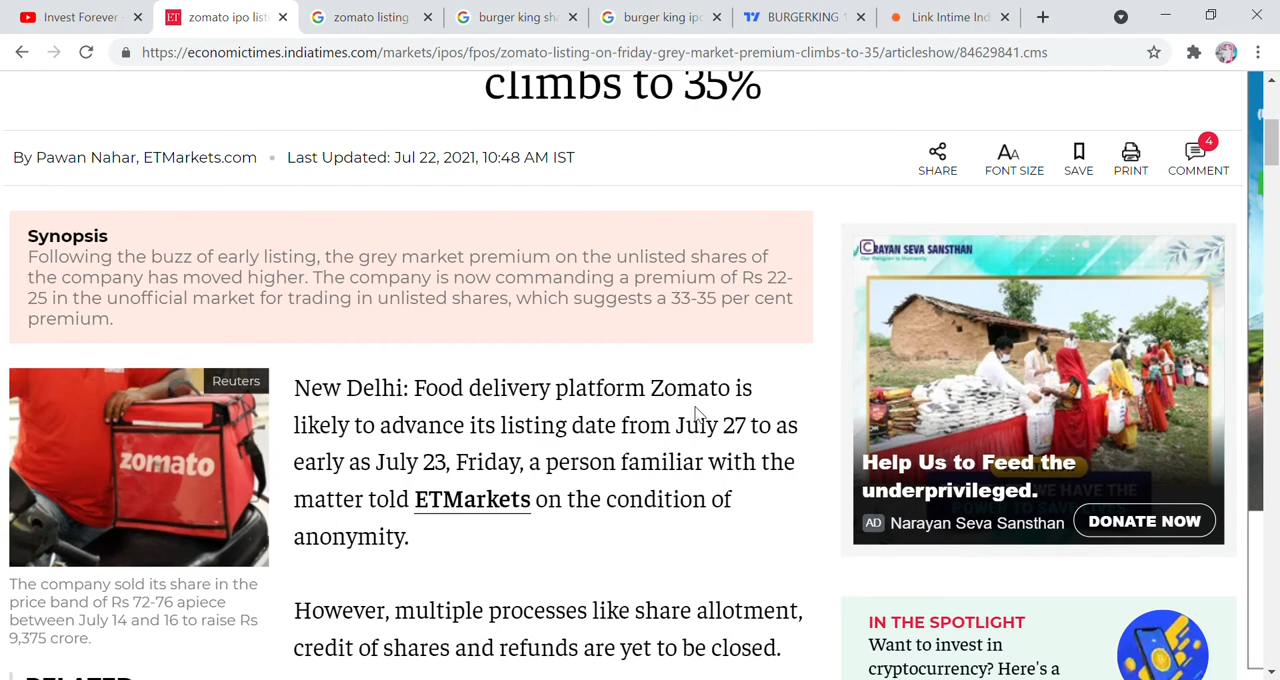 Invest Forever
zomato ipo list
zomato listing
burger king sh
burger king ip
BURGERKING 1
Link Intime Ind
https://economictimes.indiatimes.com/markets/ipos/fpos/zomato-listing-on-friday-grey-market-premium-climbs-to-35/articleshow/84629841.cms
climbs to 35%
By Pawan Nahar, ETMarkets.com • Last Updated: Jul 22, 2021, 10:48 AM IST
SHARE
FONT SIZE
SAVE
PRINT
4
COMMENT
Synopsis
Following the buzz of early listing, the grey market premium on the unlisted shares of
the company has moved higher. The company is now commanding a premium of Rs 22-
25 in the unofficial market for trading in unlisted shares, which suggests a 33-35 per cent
premium.
Reuters
zomato
The company sold its share in the
price band of Rs 72-76 apiece
between July 14 and 16 to raise Rs
9,375 crore.
RELATED
New Delhi: Food delivery platform Zomato is
likely to advance its listing date from July 27 to as
early as July 23, Friday, a person familiar with the
matter told ETMarkets on the condition of
anonymity.
However, multiple processes like share allotment,
credit of shares and refunds are yet to be closed.
NARAYAN SEVA SANSTHAN
Our Religion is Humanity
Help Us to Feed the
underprivileged.
AD Narayan Seva Sansthan
DONATE NOW
IN THE SPOTLIGHT
Want to invest in
cryptocurrency? Here's a